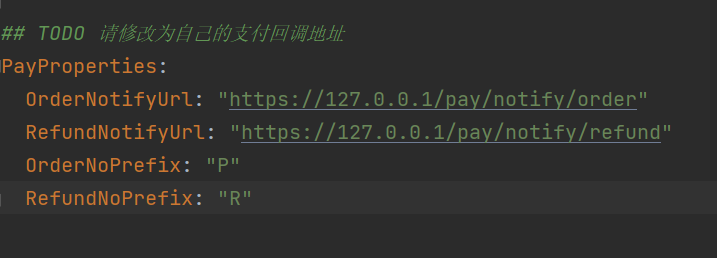 ## TODO 请修改为自己的支付回调地址
PayProperties:
OrderNotifyUrl: "https://127.0.0.1/pay/notify/order"
RefundNotifyUrl: "https://127.0.0.1/pay/notify/refund"
OrderNoPrefix: "P"
RefundNoPrefix: "R"